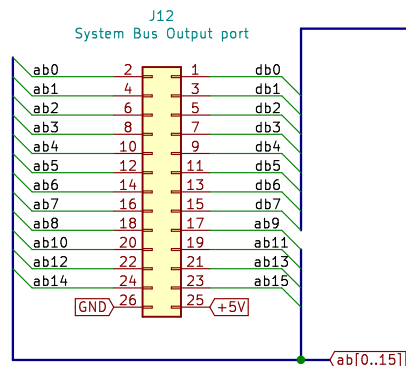 J12
System Bus Output port
ab0 2 1 db0
ab1 4 3 db1
ab2 6 5 db2
ab3 8 7 db3
ab4 10 9 db4
ab5 12 11 db5
ab6 14 13 db6
ab7 16 15 db7
ab8 18 17 ab9
ab10 20 19 ab11
ab12 22 21 ab13
ab14 24 23 ab15
GND 26 25 +5V
ab[0..15]